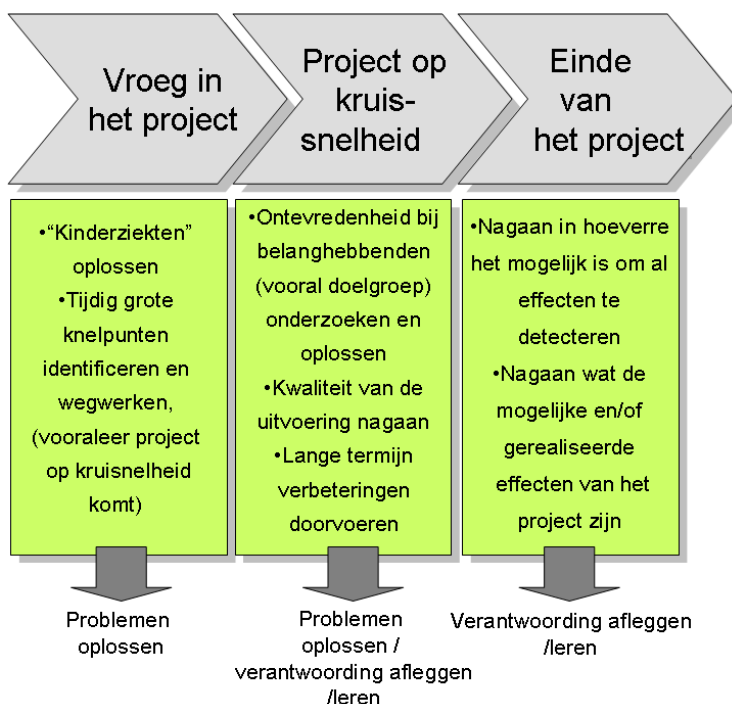 Vroeg in
het project
Project op
kruis-
snelheid
Einde
van
het project
•“Kinderziekten”
oplossen
•Tijdig grote
knelpunten
identificeren en
wegwerken,
(vooraleer project
op kruisnelheid
komt)
•Ontevredenheid bij
belanghebbenden
(vooral doelgroep)
onderzoeken en
oplossen
•Kwaliteit van de
uitvoering nagaan
•Lange termijn
verbeteringen
doorvoeren
•Nagaan in hoeverre
het mogelijk is om al
effecten te
detecteren
•Nagaan wat de
mogelijke en/of
gerealiseerde
effecten van het
project zijn
Problemen
oplossen
Problemen
oplossen /
verantwoording afleggen
/leren
Verantwoording afleggen
/leren